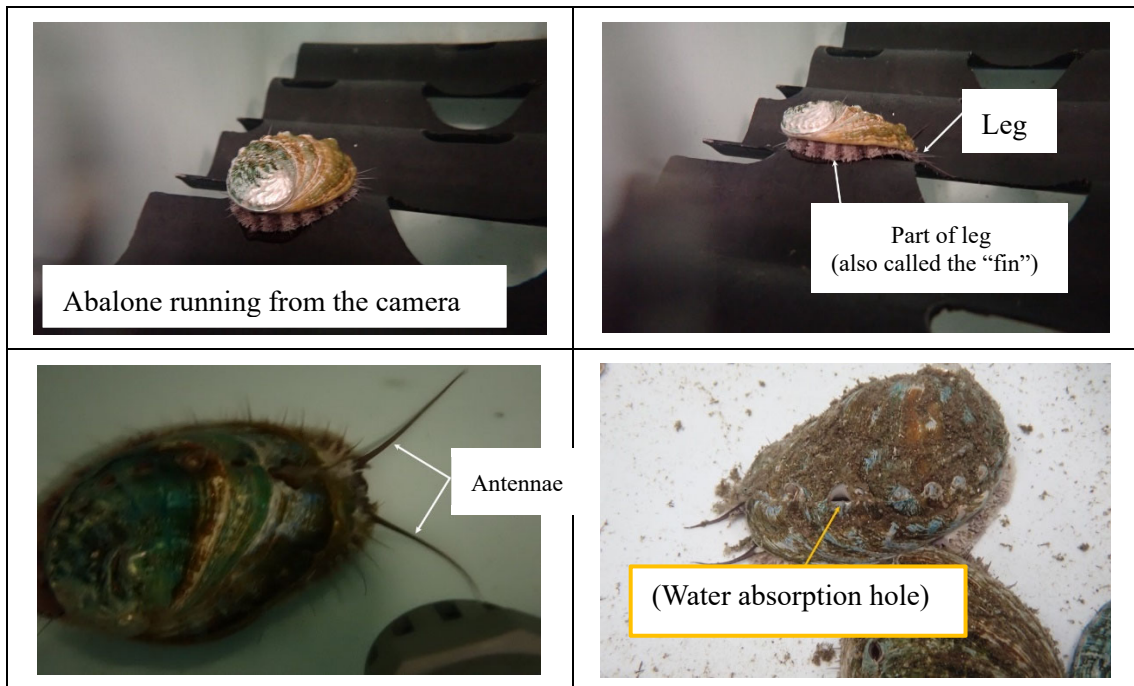 Abalone running from the camera
Leg
Part of leg
(also called the “fin”)
Antennae
(Water absorption hole)